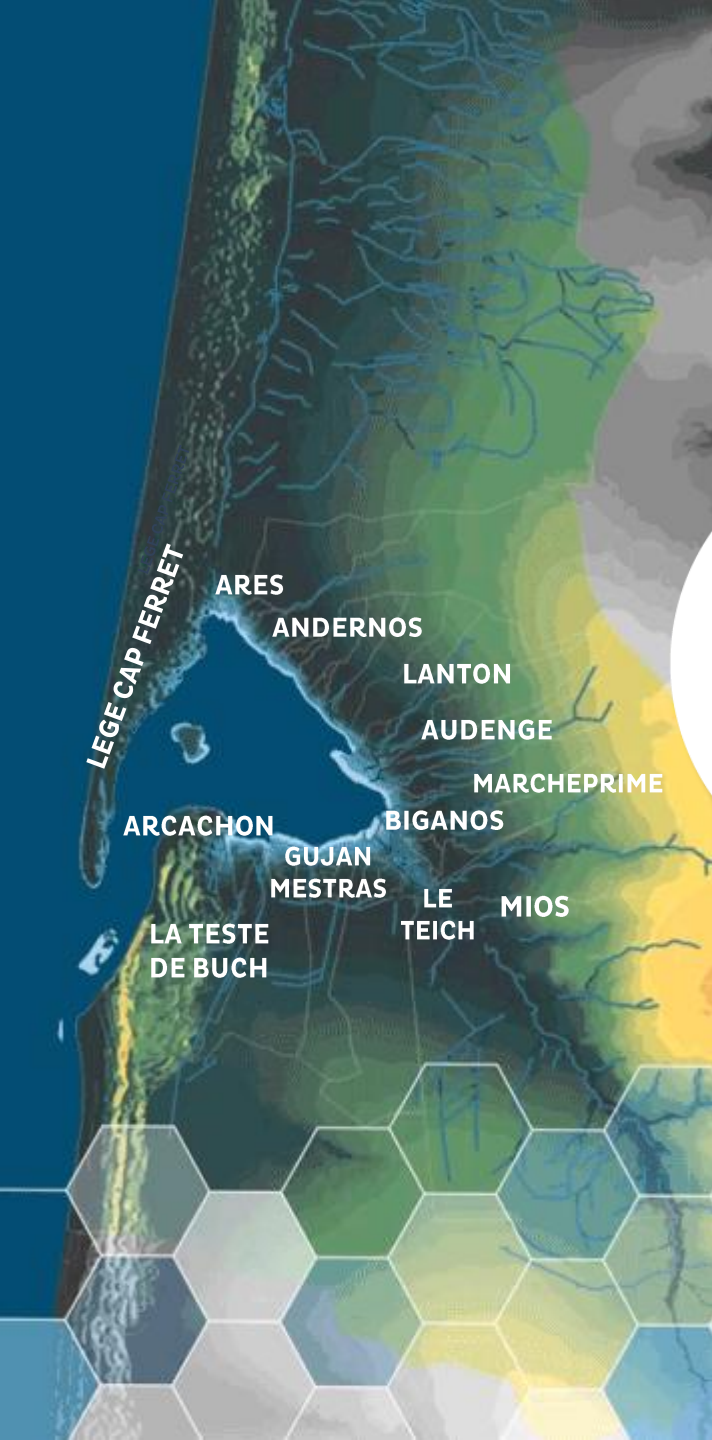 LEGE CAP FERRET
ARES
ANDERNOS
LANTON
AUDENGE
MARCHEPRIME
BIGANOS
ARCACHON
GUJAN
MESTRAS
LE
TEICH
MIOS
LA TESTE
DE BUCH